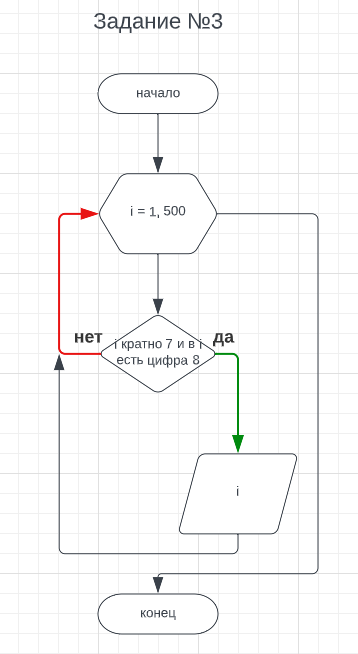 Задание №3
начало
i = 1, 500
нет
да
i кратно 7 и в i
есть цифра 8
i
конец